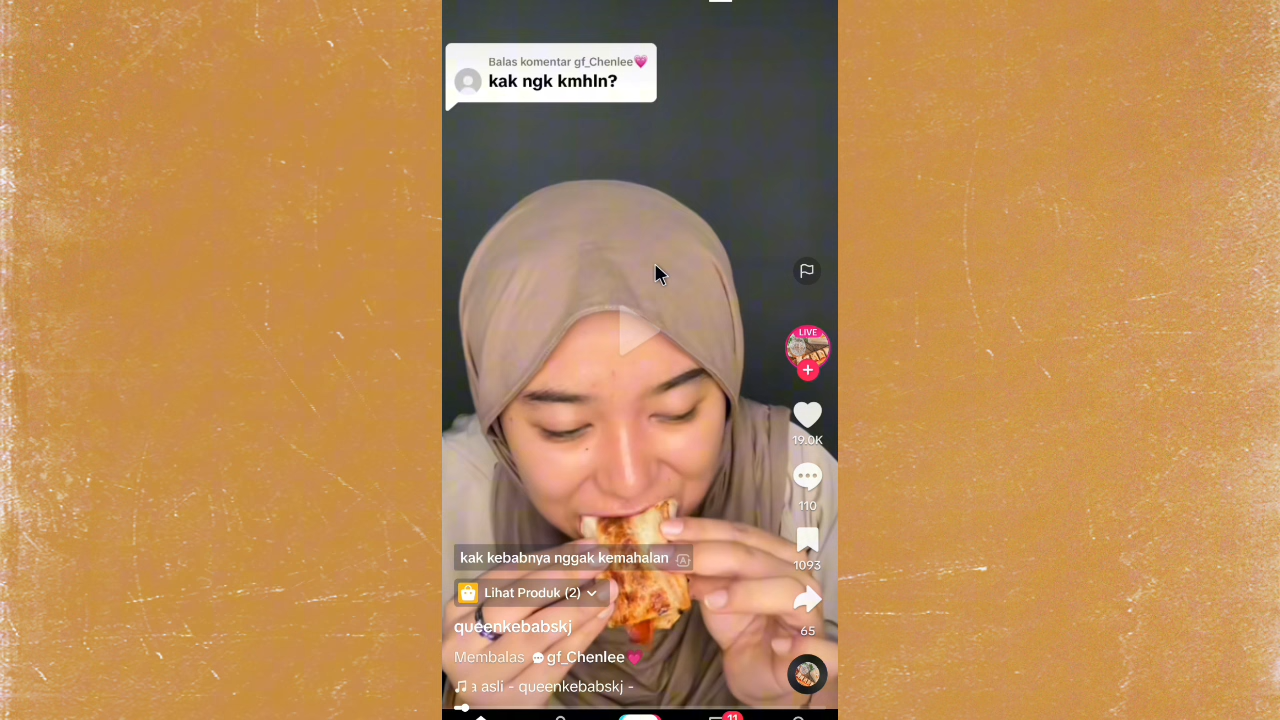 Balas komentar gf_Chenlee💗
kak ngk kmhln?
LIVE
19.0K
110
1093
65
kak kebabnya nggak kemahalan
Lihat Produk (2)
queenkebabskj
Membalas 💬 gf_Chenlee💗
a asli - queenkebabskj -
11